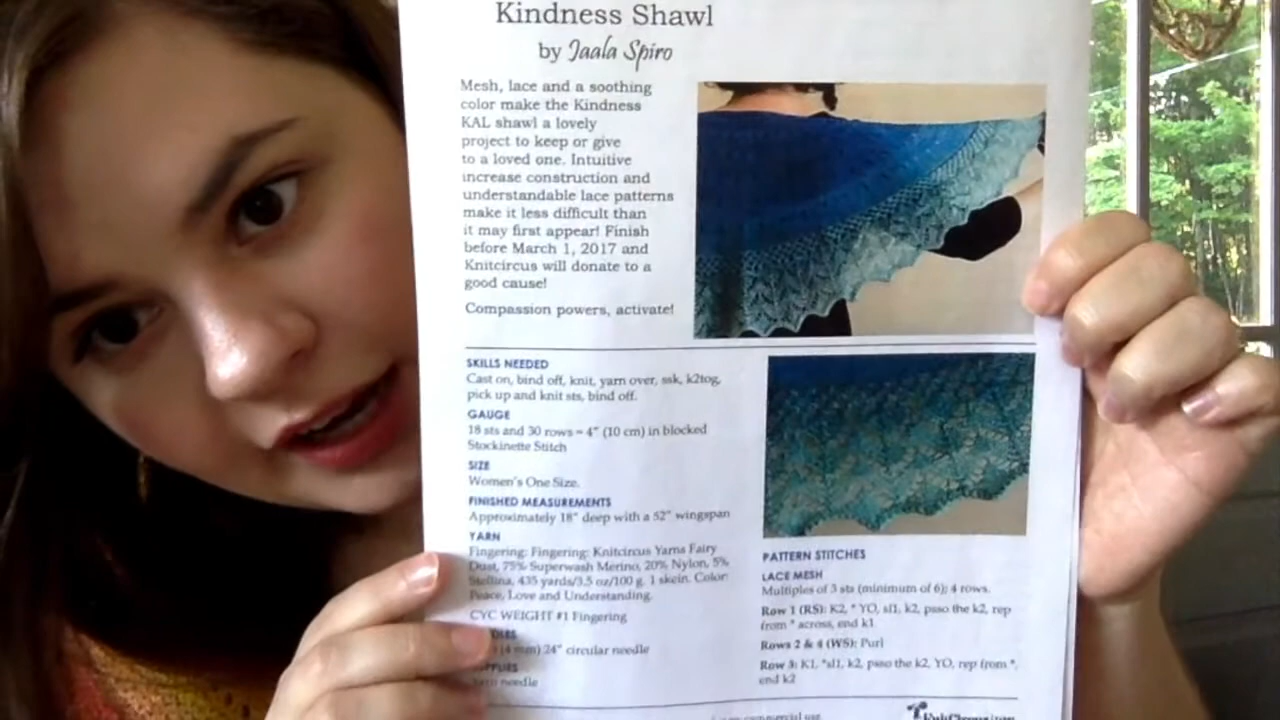 Kindness Shawl
by Jaala Spiro
Mesh, lace and a soothing
color make the Kindness
KAL shawl a lovely
project to keep or give
to a loved one. Intuitive
increase construction and
understandable lace patterns
make it less difficult than
it may first appear! Finish
before March 1, 2017 and
Knitcircus will donate to a
good cause!
Compassion powers, activate!
SKILLS NEEDED
Cast on, bind off, knit, yarn over, ssk, k2tog,
pick up and knit sts, bind off.
GAUGE
18 sts and 30 rows = 4" (10 cm) in blocked
Stockinette Stitch
SIZE
Women's One Size.
FINISHED MEASUREMENTS
Approximately 18" deep with a 52" wingspan
YARN
Fingering: Fingering: Knitcircus Yarns Fairy
Dust, 75% Superwash Merino, 20% Nylon, 5%
Stellina, 435 yards/3.5 oz/100 g. 1 skein. Color:
Peace, Love and Understanding.
CYC WEIGHT #1 Fingering
(4 mm) 24" circular needle
needle
PATTERN STITCHES
LACE MESH
Multiples of 3 sts (minimum of 6); 4 rows.
Row 1 (RS): K2, * YO, sl1, k2, psso the k2, rep
from * across, end k1.
Rows 2 & 4 (WS): Purl
Row 3: K1, *sl1, k2, psso the k2, YO, rep from *,
end k2
commercial use